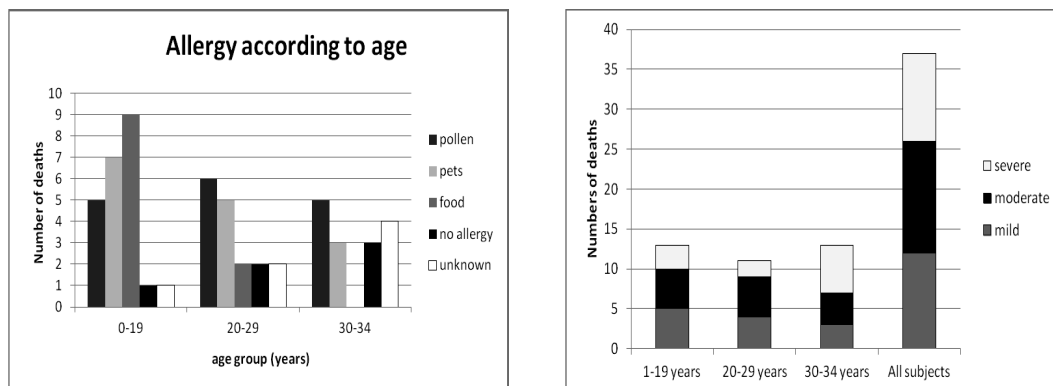 Allergy according to age
Number of deaths
10
9
8
7
6
5
4
3
2
1
0
0-19
20-29
30-34
age group (years)
pollen
pets
food
no allergy
unknown
Numbers of deaths
40
35
30
25
20
15
10
5
0
1-19 years
20-29 years
30-34 years
All subjects
severe
moderate
mild